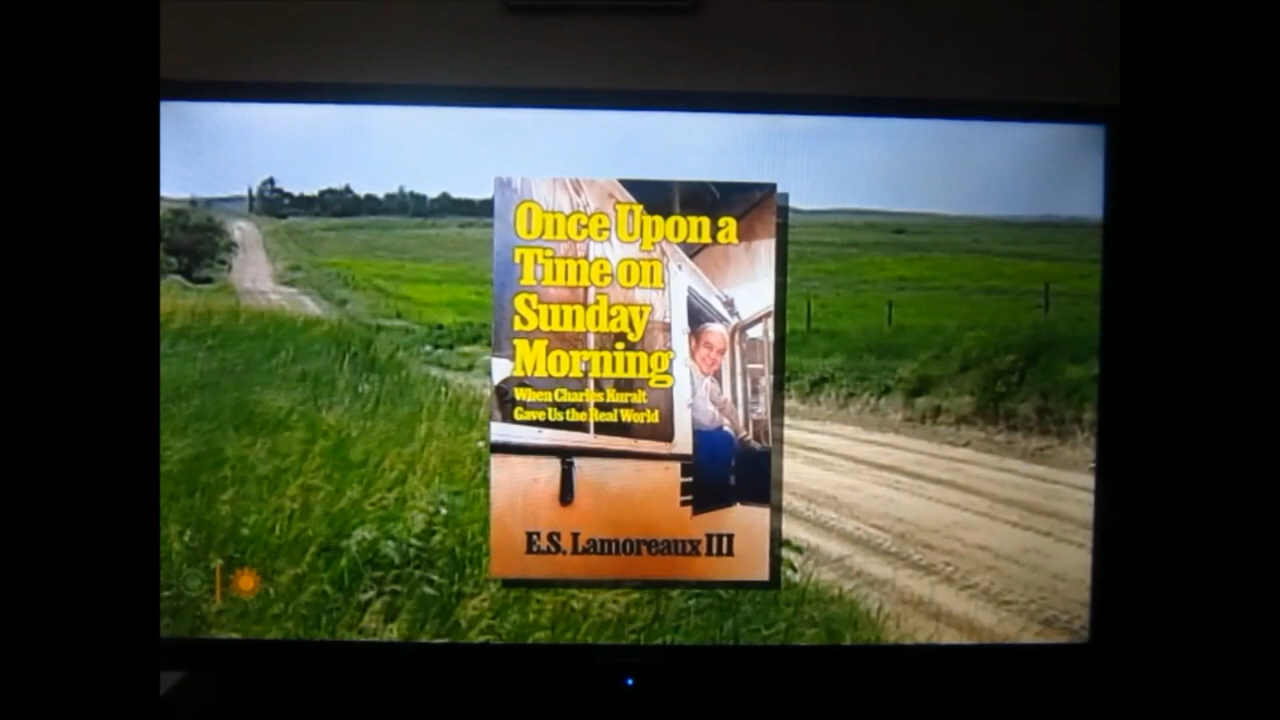 Once Upon a
Time on
Sunday
Morning
When Charles Kuralt
Gave Us the Real World
E.S. Lamoreaux III